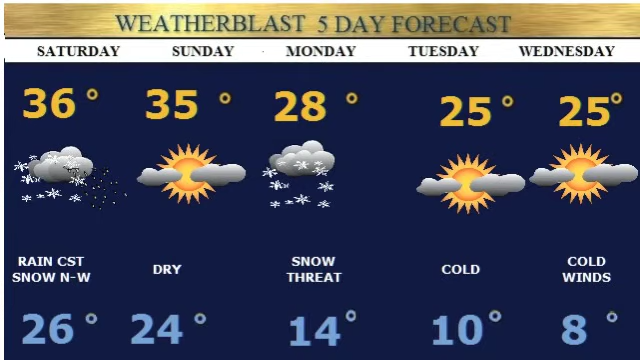 WEATHERBLAST 5 DAY FORECAST
SATURDAY SUNDAY MONDAY TUESDAY WEDNESDAY
36° 35° 28° 25° 25°
RAIN CST
SNOW N-W
DRY
SNOW
THREAT
COLD
COLD
WINDS
26° 24° 14° 10° 8°